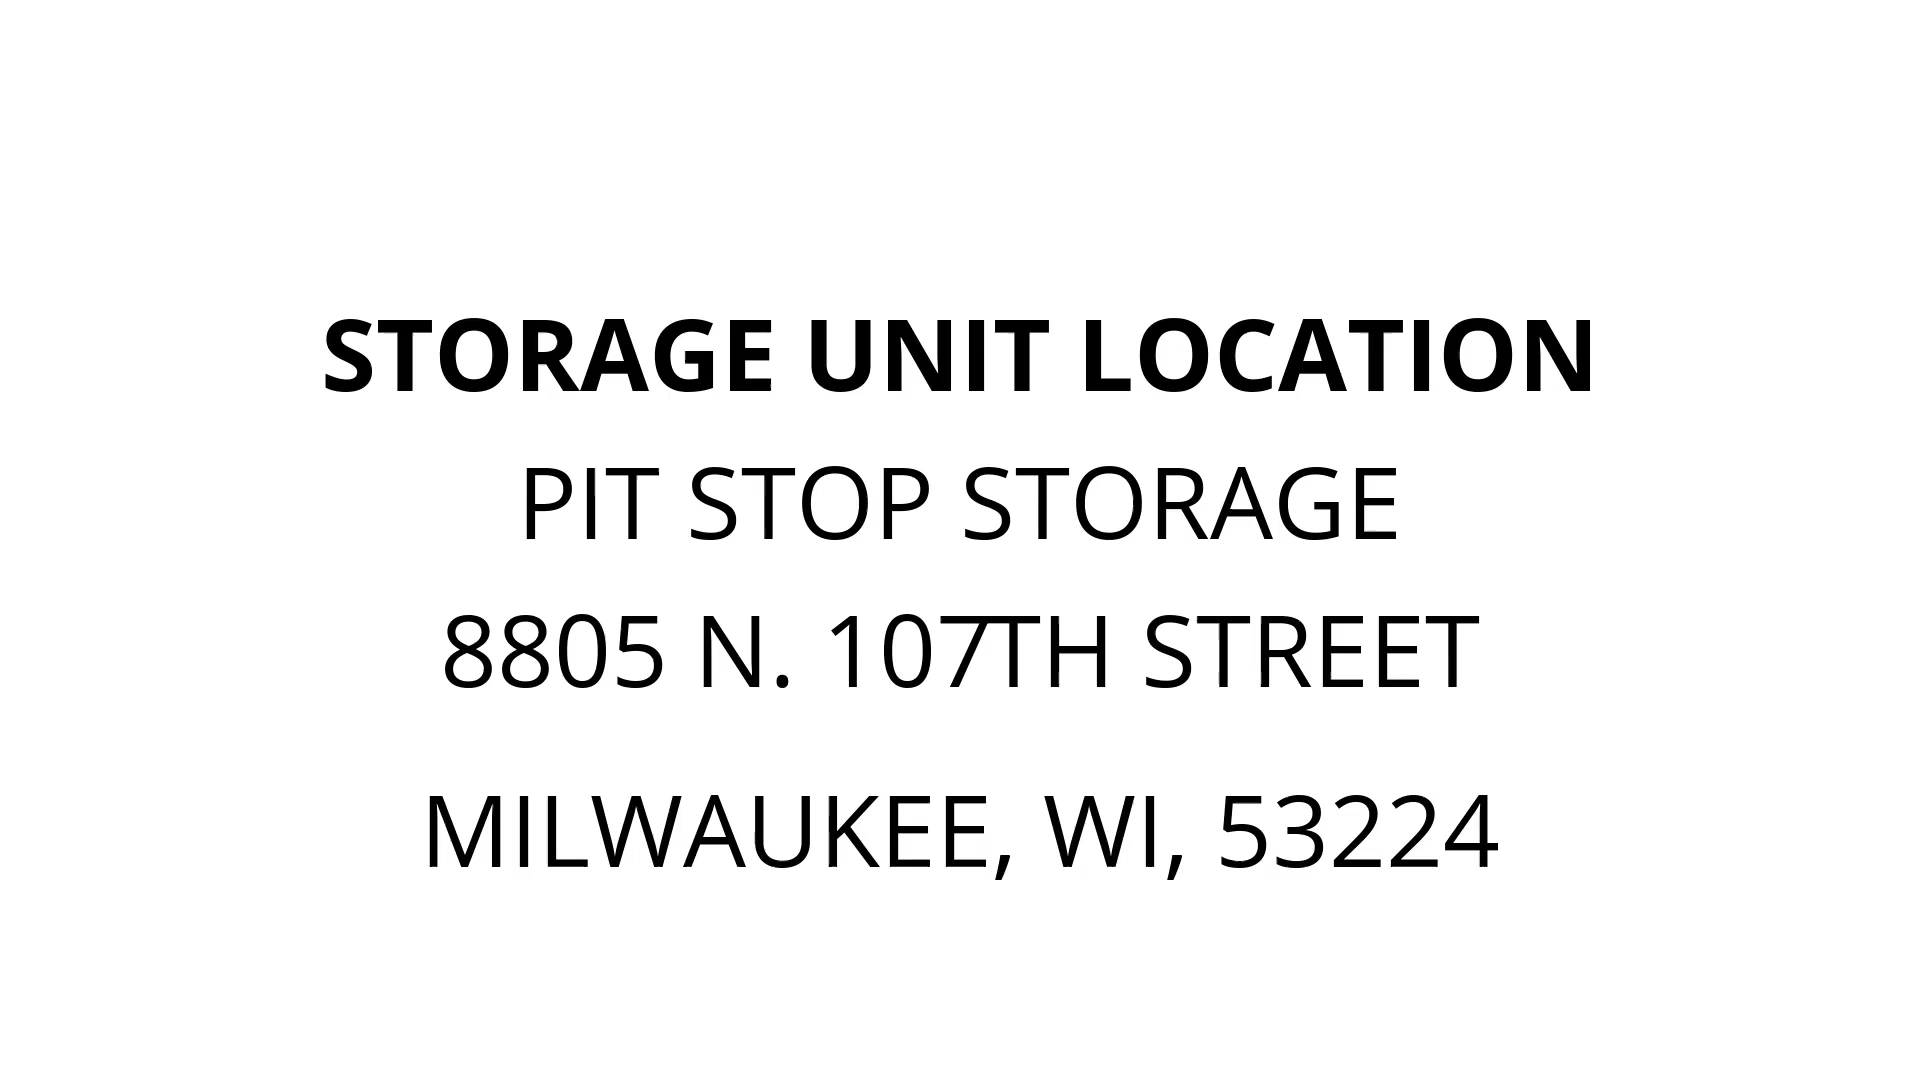 STORAGE UNIT LOCATION
PIT STOP STORAGE
8805 N. 107TH STREET
MILWAUKEE, WI, 53224